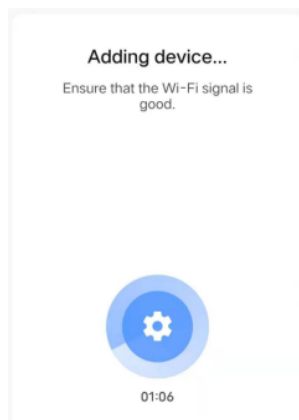 Adding device...
Ensure that the Wi-Fi signal is
good.
01:06